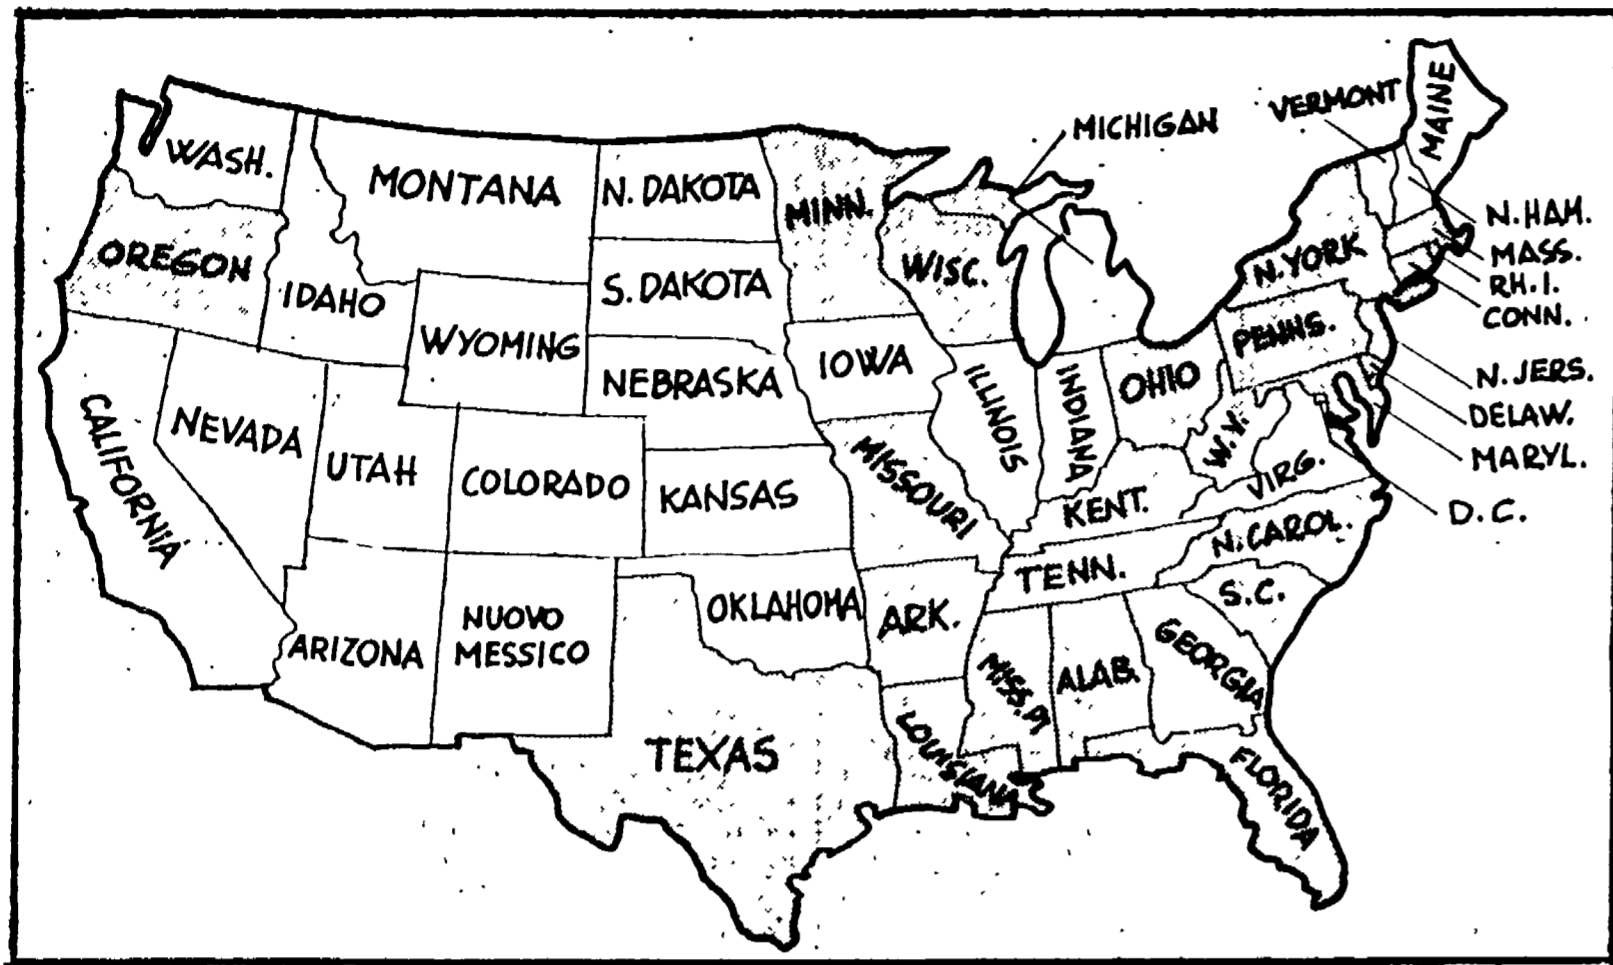 MICHIGAN
VERMONT
MAINE
WASH.
MONTANA
N. DAKOTA
MINN.
N. HAM.
MASS.
RH. I.
CONN.
OREGON
IDAHO
S. DAKOTA
WISC.
N. YORK
WYOMING
IOWA
PENNS.
N. JERS.
DELAW.
MARYL.
D. C.
NEBRASKA
ILLINOIS
INDIANA
OHIO
CALIFORNIA
NEVADA
UTAH
COLORADO
KANSAS
MISSOURI
KENT.
W.V.
VIRG.
N. CAROL.
TENN.
S.C.
ARIZONA
NUOVO
MESSICO
OKLAHOMA
ARK.
MISS.PI
ALAB.
GEORGIA
TEXAS
LOUISIANA
FLORIDA